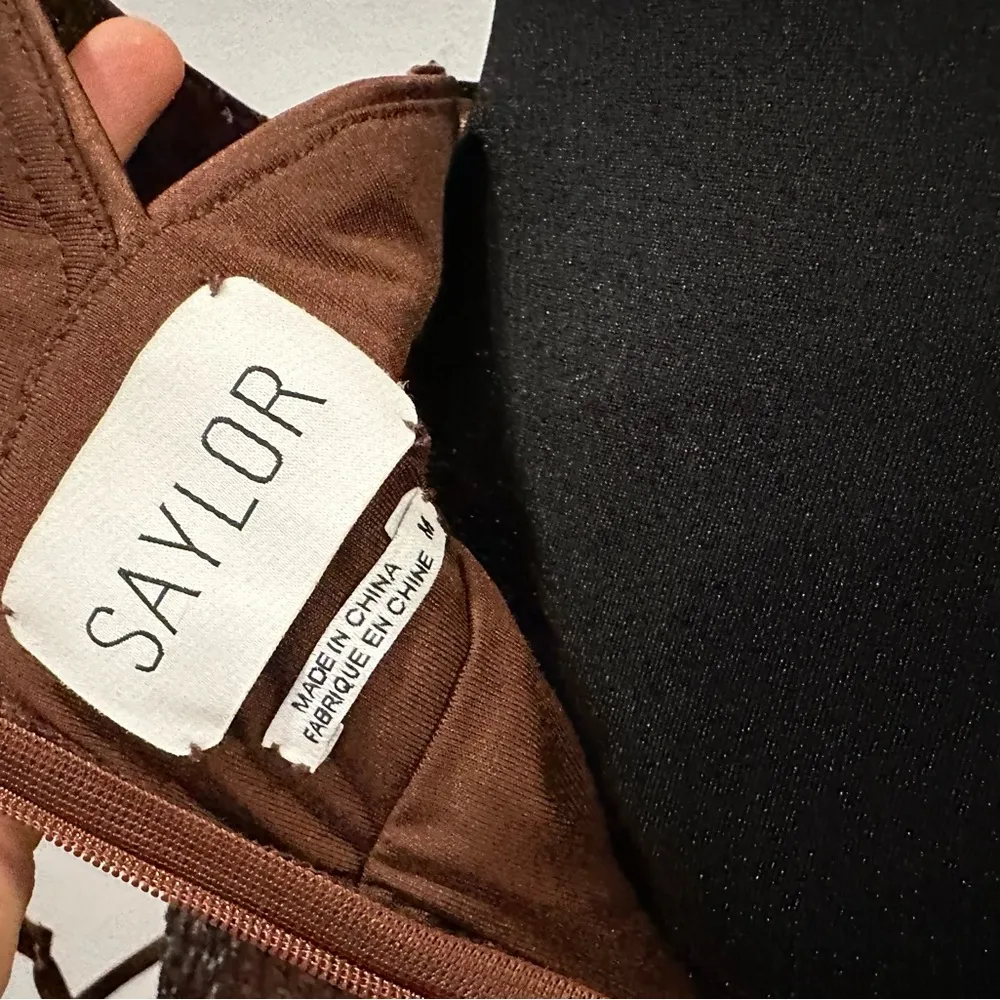 SAYLOR
M
MADE IN CHINA
FABRIQUE EN CHINE